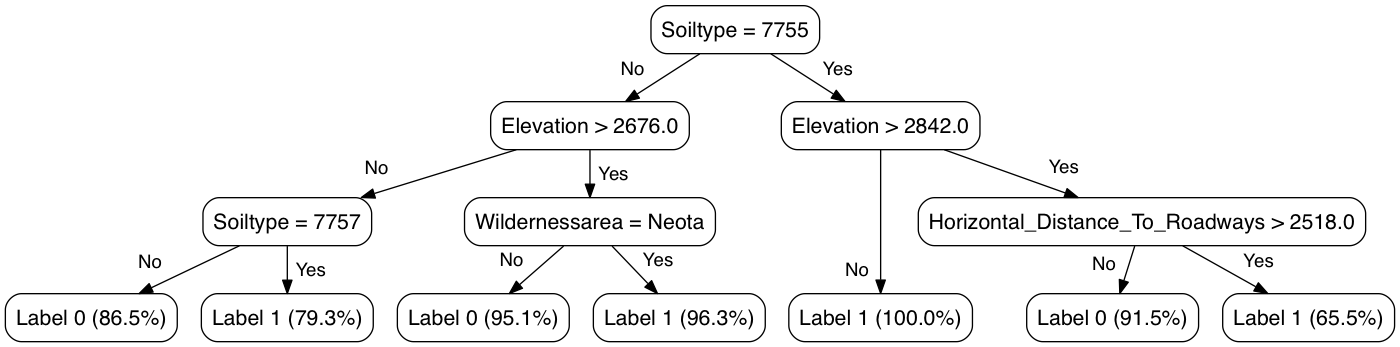 Soiltype = 7755
No
Yes
Elevation > 2676.0
Elevation > 2842.0
No
Yes
Yes
Soiltype = 7757
Wildernessarea = Neota
Horizontal_Distance_To_Roadways > 2518.0
No
Yes
No
Yes
No
No
Yes
Label 0 (86.5%)
Label 1 (79.3%)
Label 0 (95.1%)
Label 1 (96.3%)
Label 1 (100.0%)
Label 0 (91.5%)
Label 1 (65.5%)